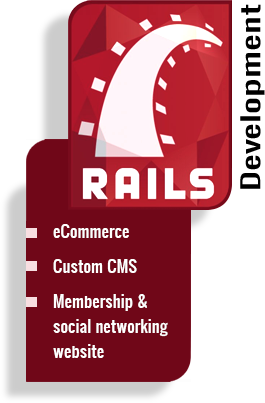 Development
RAILS
eCommerce
Custom CMS
Membership &
social networking
website